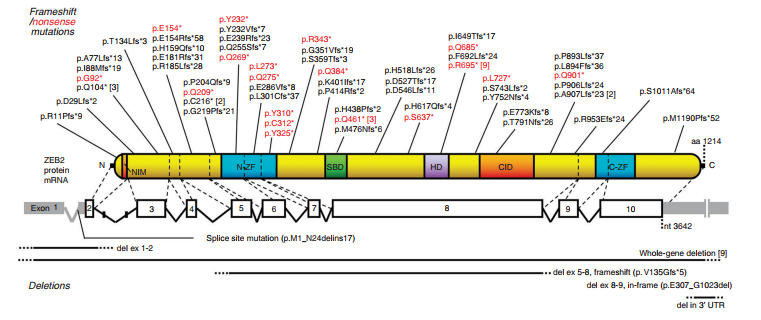 Frameshift
/nonsense
mutations
p.R11Pfs*9
p.D29Lfs*2
p.A77Lfs*13
p.I88Mfs*19
p.G92*
p.Q104* [3]
p.T134Lfs*3
p.E154*
p.E154Rfs*58
p.H159Qfs*10
p.E181Rfs*31
p.R185Lfs*28
p.P204Qfs*9
p.Q209*
p.C216* [2]
p.G219Pfs*21
p.Y232*
p.Y232Vfs*7
p.E239Rfs*23
p.Q255Sfs*7
p.Q269*
p.L273*
p.Q275*
p.E286Vfs*8
p.L301Cfs*37
p.Y310*
p.C312*
p.Y325*
p.R343*
p.G351Vfs*19
p.S359Tfs*3
p.Q384*
p.K401Ifs*17
p.P414Rfs*2
p.H438Pfs*2
p.Q461* [3]
p.M476Nfs*6
p.H518Lfs*26
p.D527Tfs*17
p.D546Lfs*11
p.H617Qfs*4
p.S637*
p.I649Tfs*17
p.Q685*
p.F692Lfs*24
p.R695* [9]
p.L727*
p.S743Lfs*2
p.Y752Nfs*4
p.E773Kfs*8
p.T791Nfs*26
p.P893Lfs*37
p.L894Ffs*36
p.Q901*
p.P906Lfs*24
p.A907Lfs*23 [2]
p.R953Efs*24
p.S1011Afs*64
p.M1190Pfs*52
aa 1214
ZEB2
protein
mRNA
N
NIM
N-ZF
SBD
HD
CID
C-ZF
C
Exon 1
2
3
4
5
6
7
8
9
10
nt 3642
Splice site mutation (p.M1_N24delins17)
del ex 1-2
Whole-gene deletion [9]
del ex 5-8, frameshift (p. V135Gfs*5)
Deletions
del ex 8-9, in-frame (p.E307_G1023del)
del in 3' UTR